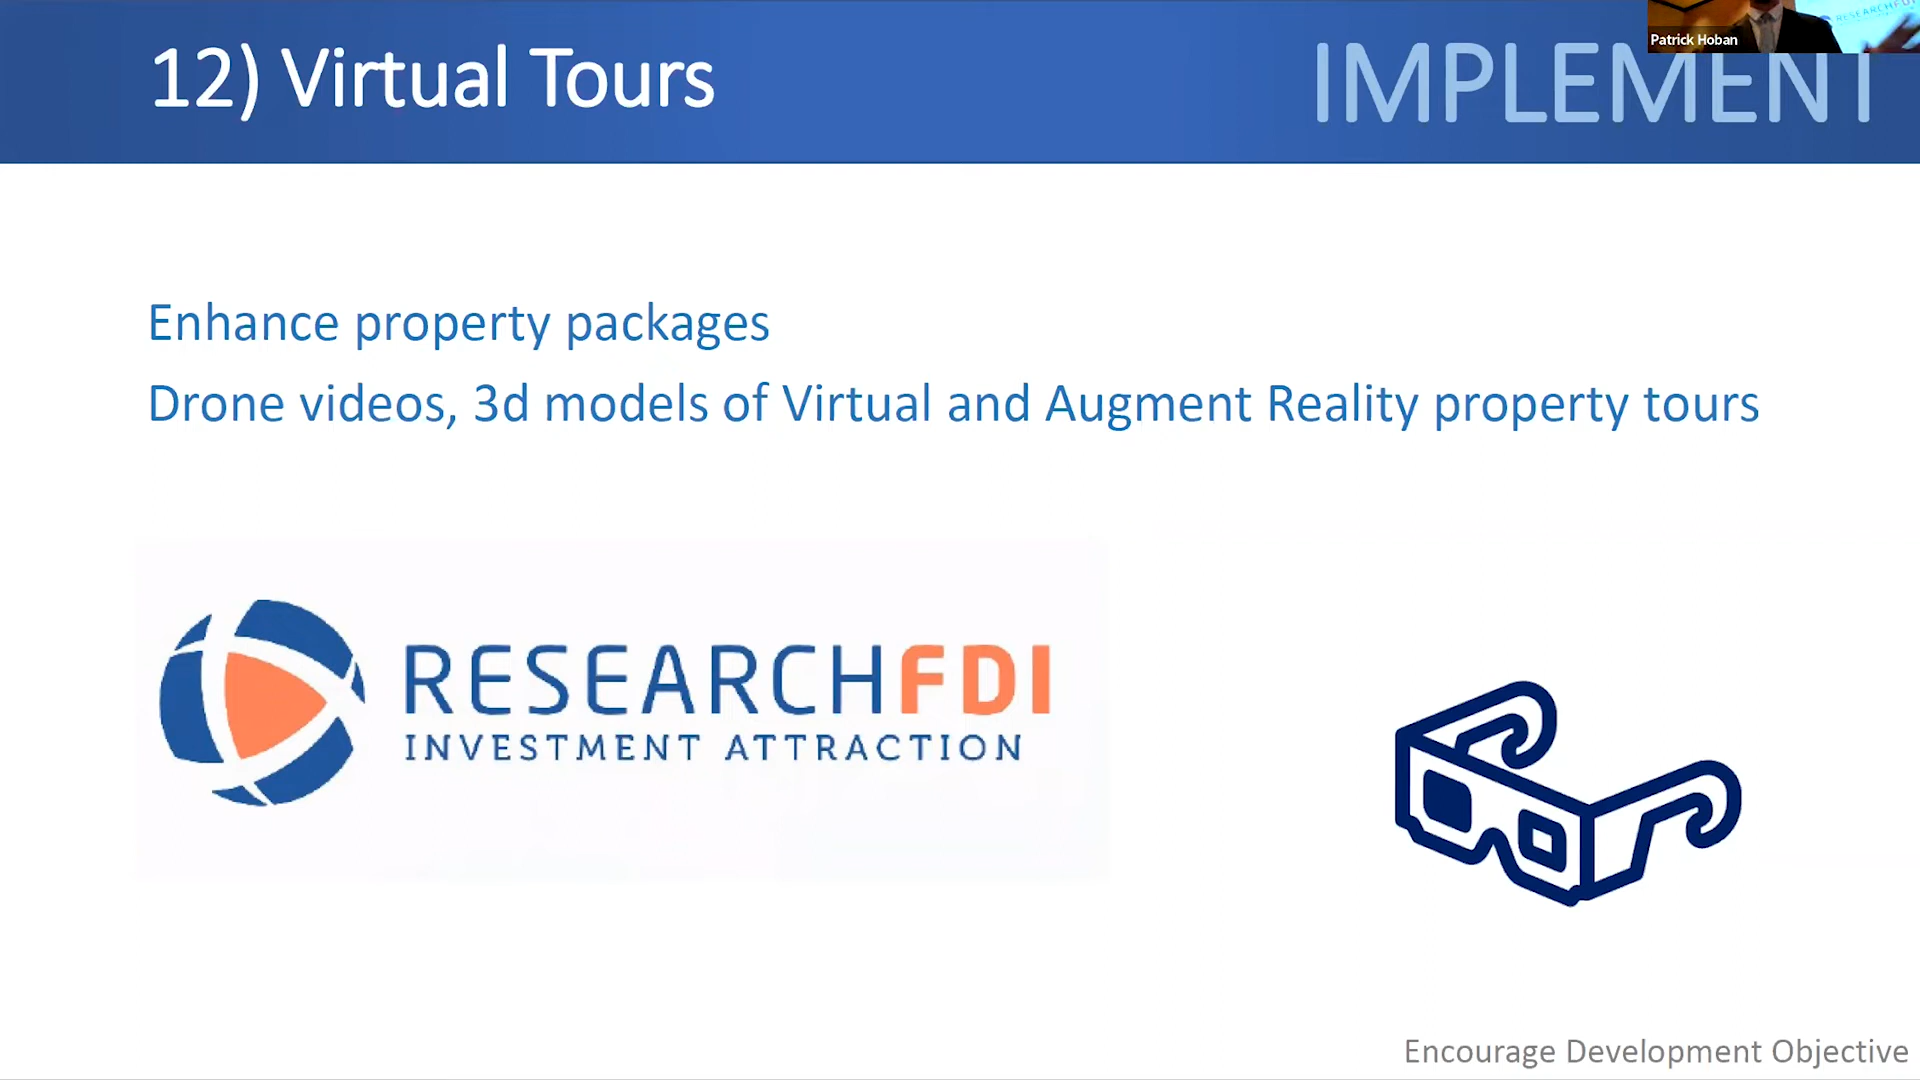 12) Virtual Tours
IMPLEMENT
Patrick Hoban
RESEARCHFDI
Enhance property packages
Drone videos, 3d models of Virtual and Augment Reality property tours
RESEARCHFDI
INVESTMENT ATTRACTION
Encourage Development Objective